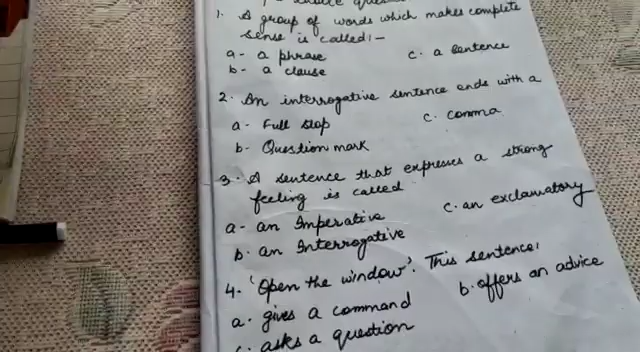 1. A group of words which makes complete
sense is called:-
a- a phrase c. a sentence
b- a clause
2. An interrogative sentence ends with a
a- Full stop c. comma
b- Question mark
3. A sentence that expresses a strong
feeling is called
a- an Imperative c. an exclamatory
b. an Interrogative
4. 'Open the window'. This sentence:
a. gives a command b. offers an advice
c. asks a question